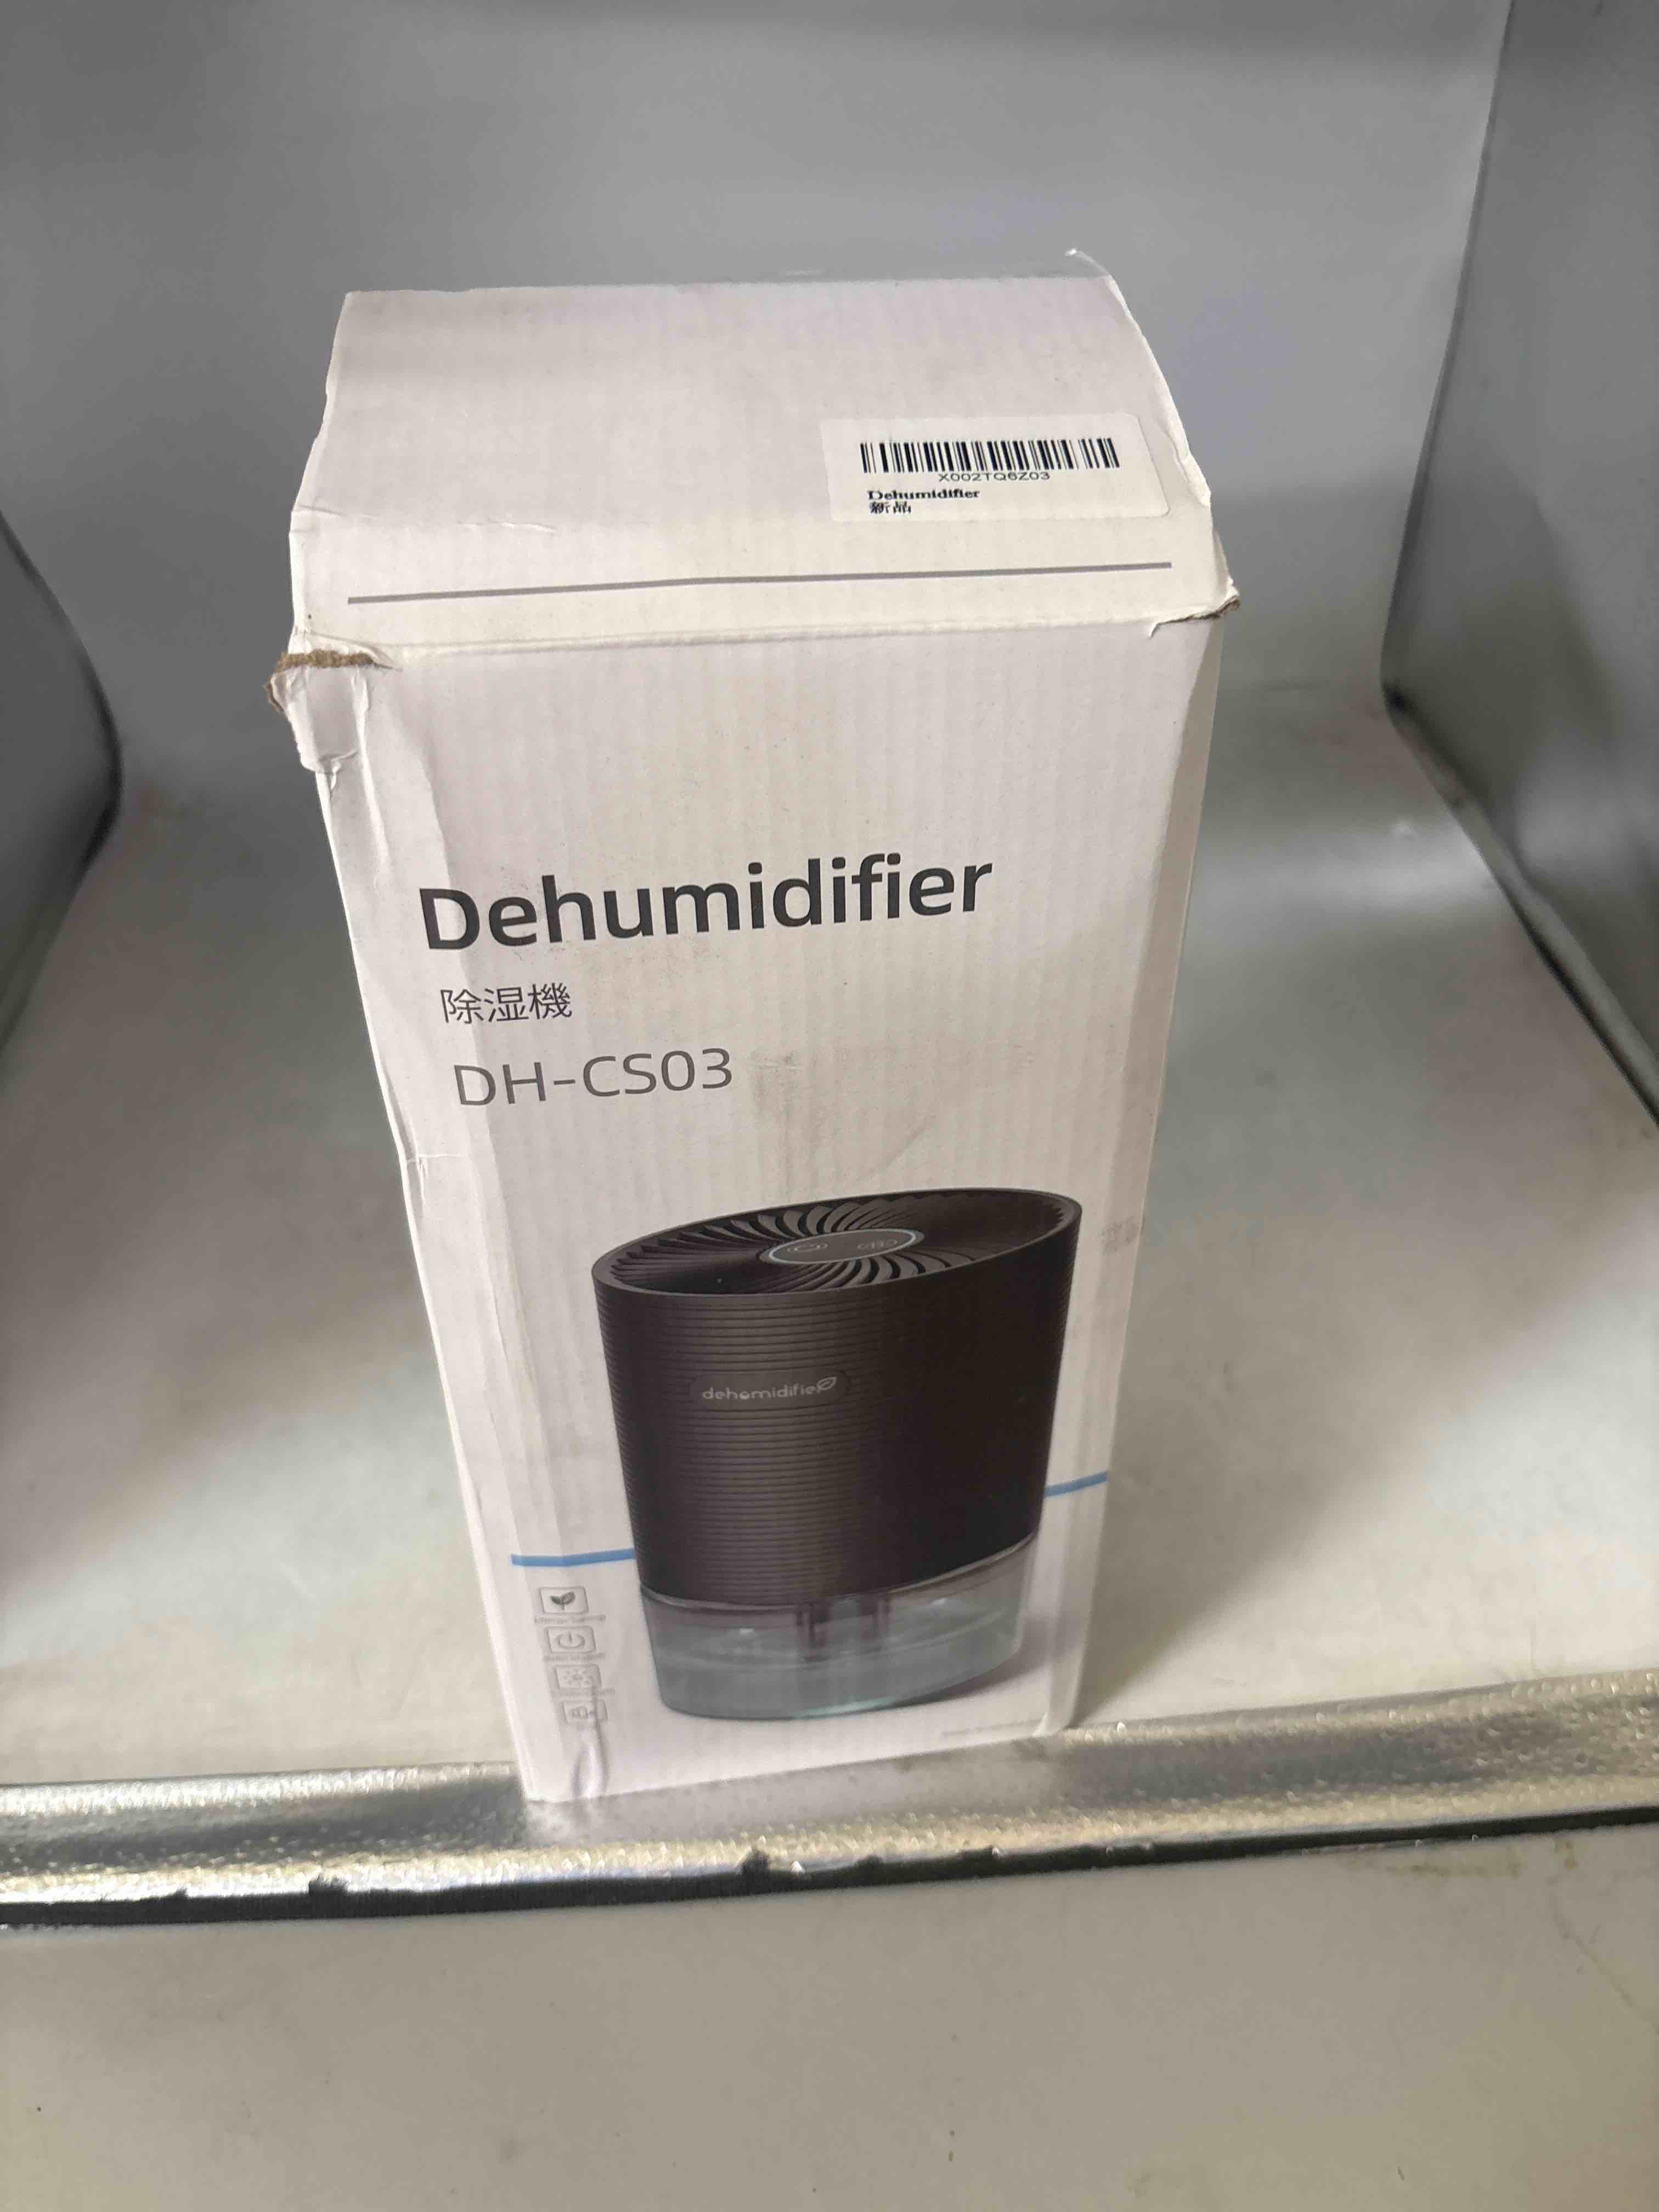 X002TQ6Z03
Dehumidifier
新品
Dehumidifier
除湿機
DH-CS03
dehumidifier